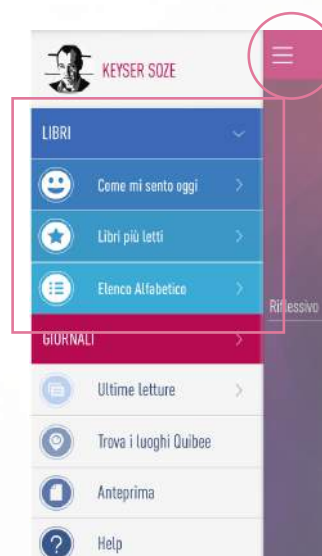 KEYSER SOZE
LIBRI
Come mi sento oggi
Libri più letti
Elenco Alfabetico
Riflessivo
GIORNALI
Ultime letture
Trova i luoghi Quibee
Anteprima
Help